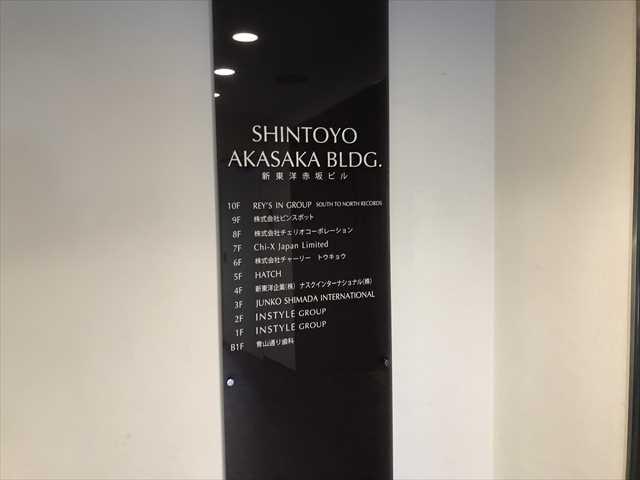 SHINTOYO
AKASAKA BLDG.
新東洋赤坂ビル
10F REY'S IN GROUP SOUTH TO NORTH RECORDS
9F 株式会社ピンスポット
8F 株式会社チェリオコーポレーション
7F Chi-X Japan Limited
6F 株式会社チャーリー トウキョウ
5F HATCH
4F 新東洋企業(株) ナスクインターナショナル(株)
3F JUNKO SHIMADA INTERNATIONAL
2F INSTYLE GROUP
1F INSTYLE GROUP
B1F 青山通り歯科